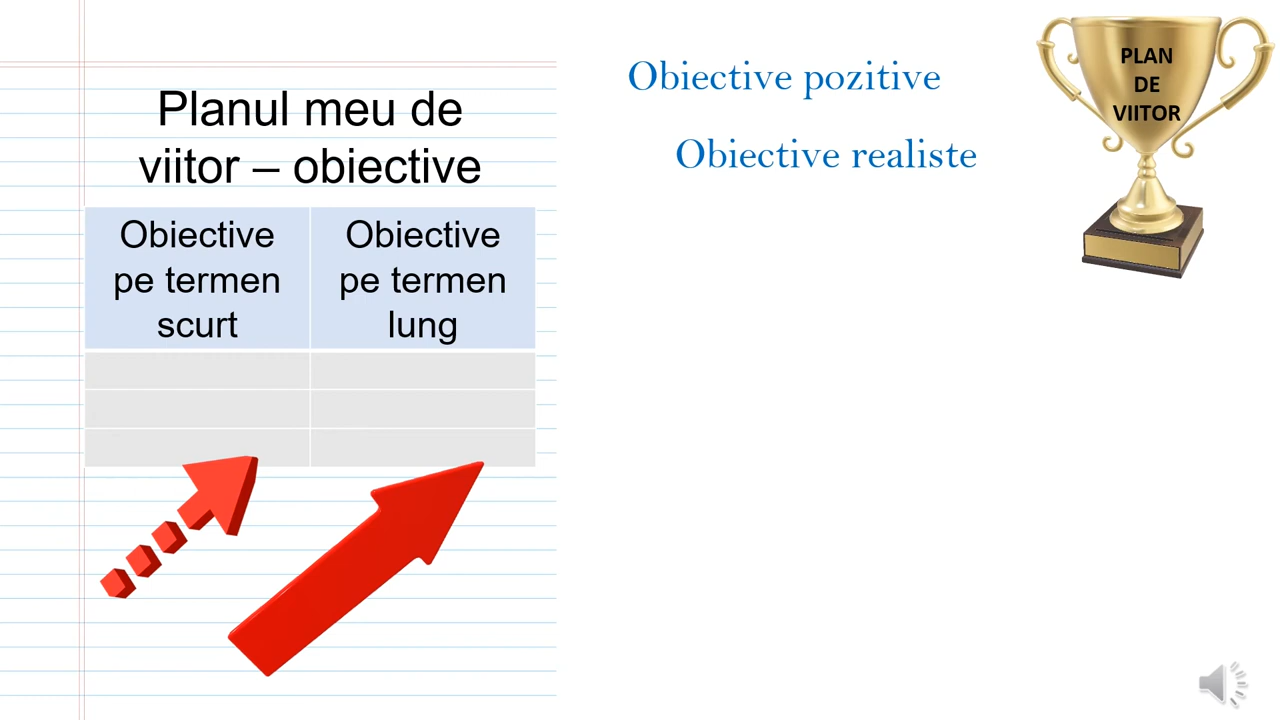 Planul meu de
viitor – obiective
Obiective
pe termen
scurt
Obiective
pe termen
lung
Obiective pozitive
Obiective realiste
PLAN
DE
VIITOR